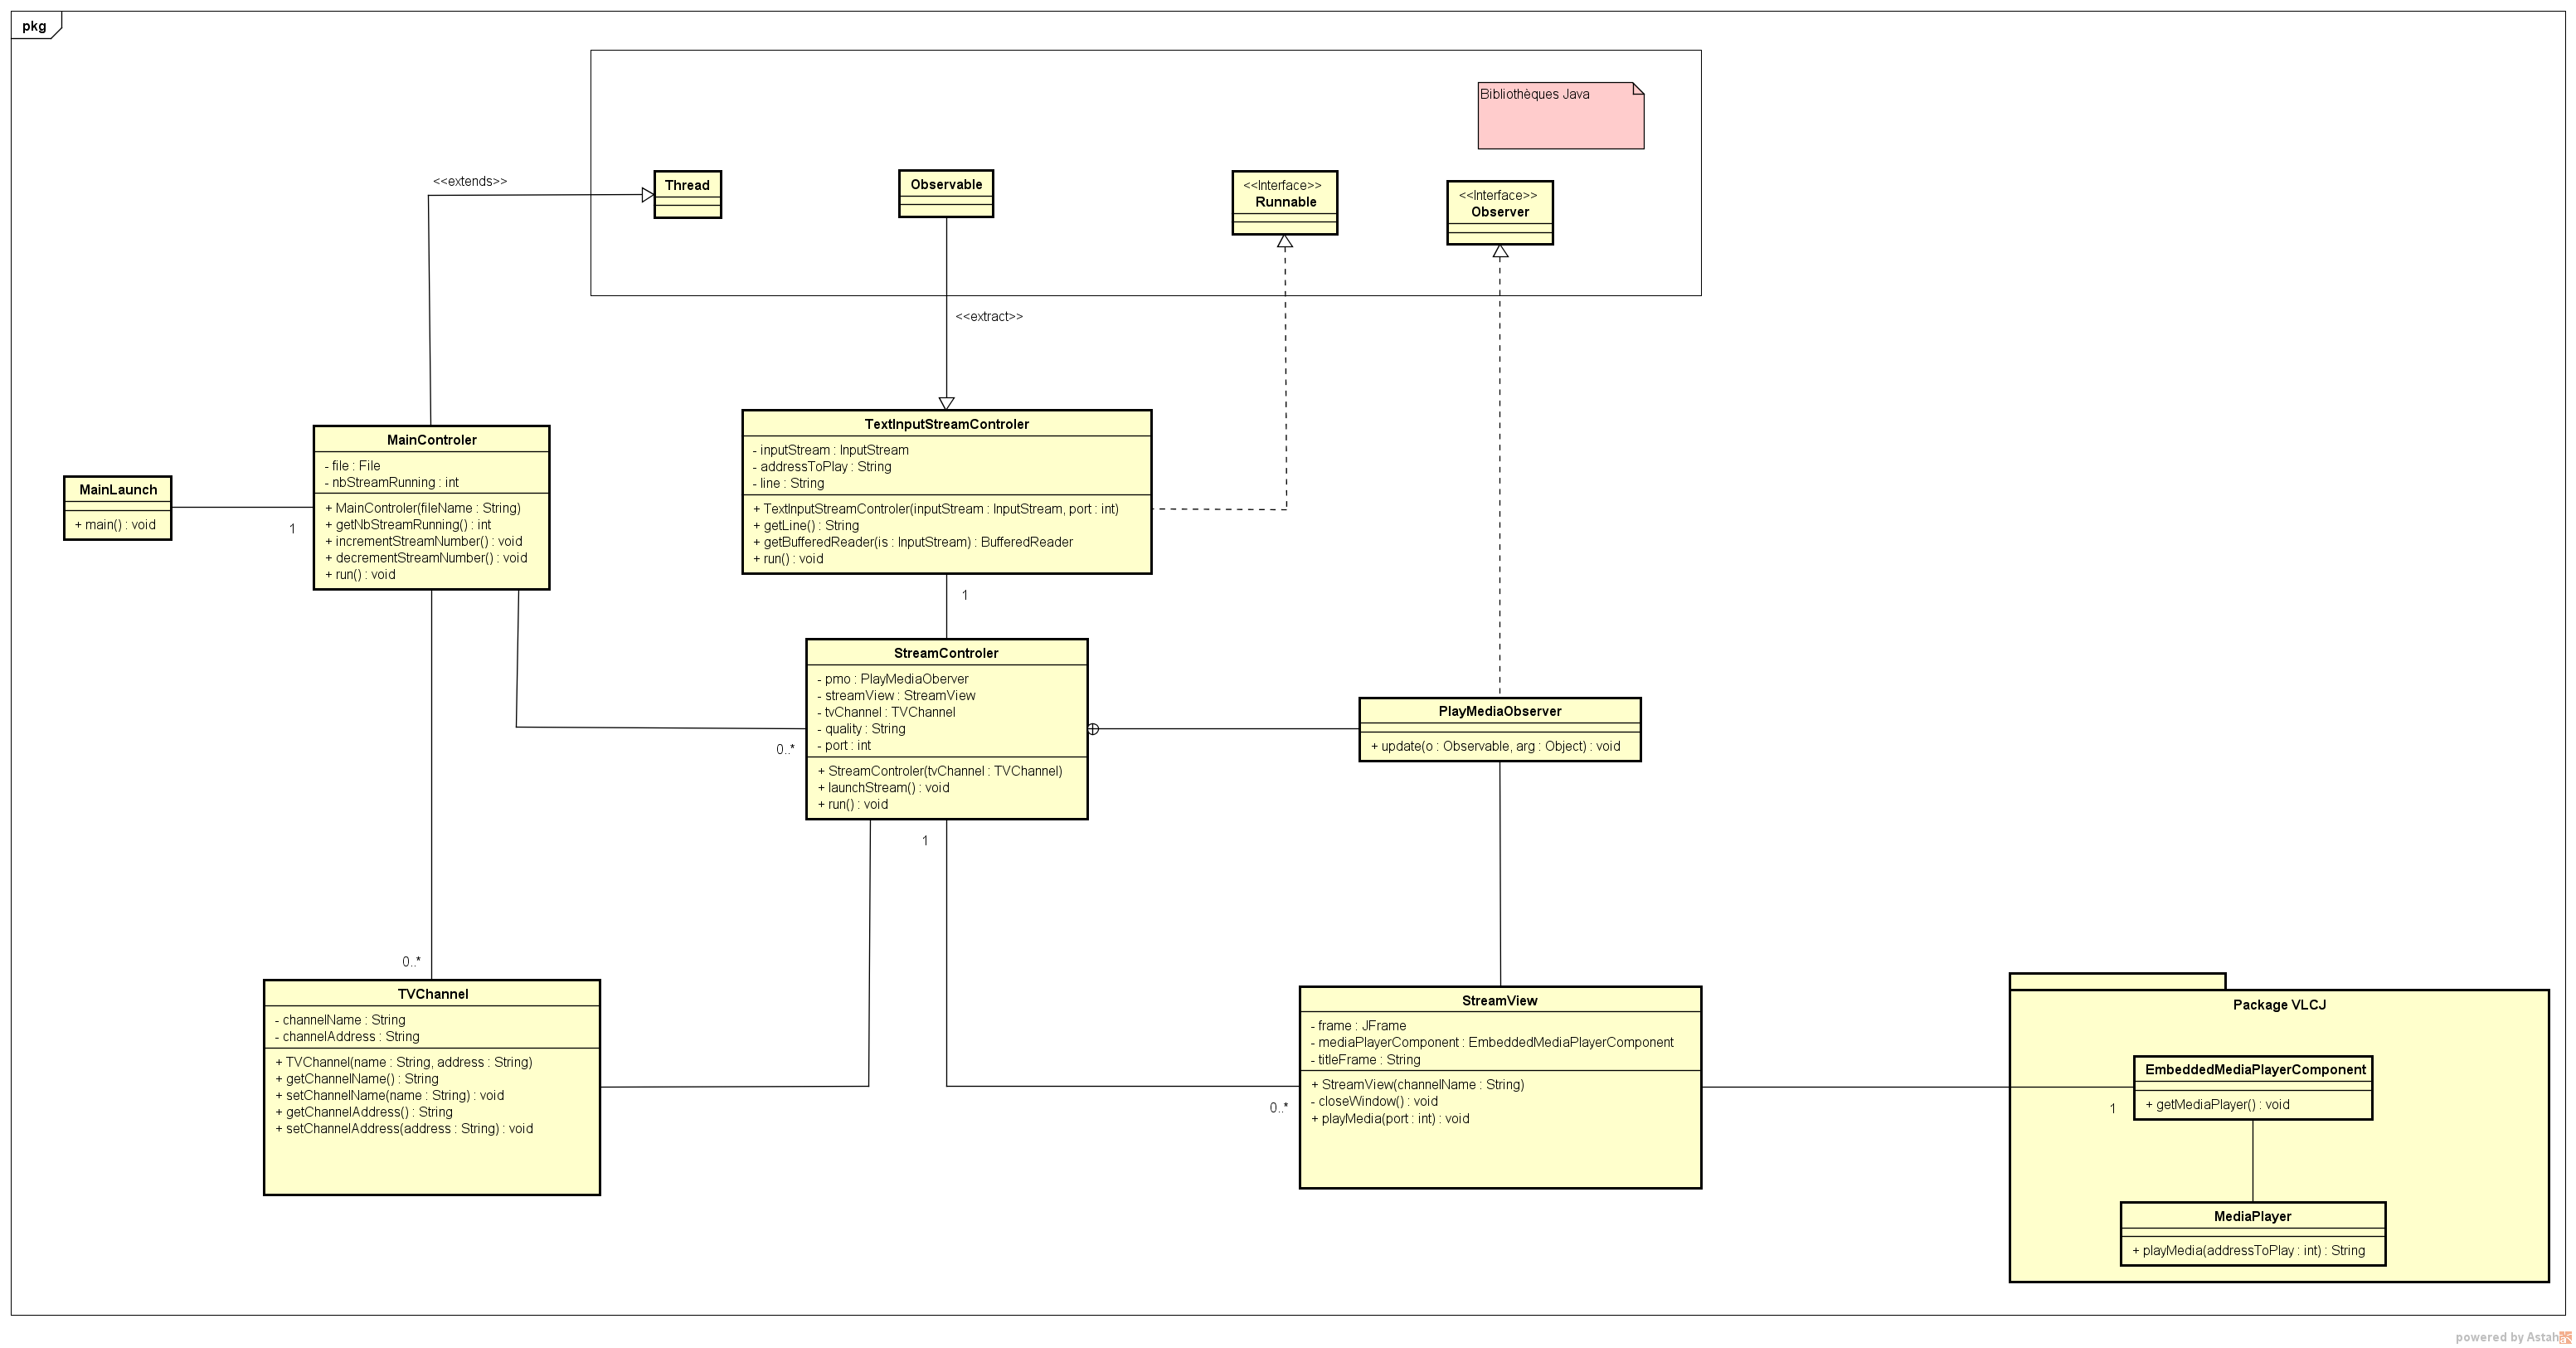 pkg
Bibliothèques Java
<<extends>>
Thread
Observable
<<Interface>>
Runnable
<<Interface>>
Observer
<<extract>>
MainLaunch
+ main() : void
1
MainControler
- file : File
- nbStreamRunning : int
+ MainControler(fileName : String)
+ getNbStreamRunning() : int
+ incrementStreamNumber() : void
+ decrementStreamNumber() : void
+ run() : void
TextInputStreamControler
- inputStream : InputStream
- addressToPlay : String
- line : String
+ TextInputStreamControler(inputStream : InputStream, port : int)
+ getLine() : String
+ getBufferedReader(is : InputStream) : BufferedReader
+ run() : void
1
StreamControler
- pmo : PlayMediaOberver
- streamView : StreamView
- tvChannel : TVChannel
- quality : String
- port : int
+ StreamControler(tvChannel : TVChannel)
+ launchStream() : void
+ run() : void
0..*
1
PlayMediaObserver
+ update(o : Observable, arg : Object) : void
0..*
TVChannel
- channelName : String
- channelAddress : String
+ TVChannel(name : String, address : String)
+ getChannelName() : String
+ setChannelName(name : String) : void
+ getChannelAddress() : String
+ setChannelAddress(address : String) : void
0..*
StreamView
- frame : JFrame
- mediaPlayerComponent : EmbeddedMediaPlayerComponent
- titleFrame : String
+ StreamView(channelName : String)
- closeWindow() : void
+ playMedia(port : int) : void
Package VLCJ
1
EmbeddedMediaPlayerComponent
+ getMediaPlayer() : void
MediaPlayer
+ playMedia(addressToPlay : int) : String
powered by Astah